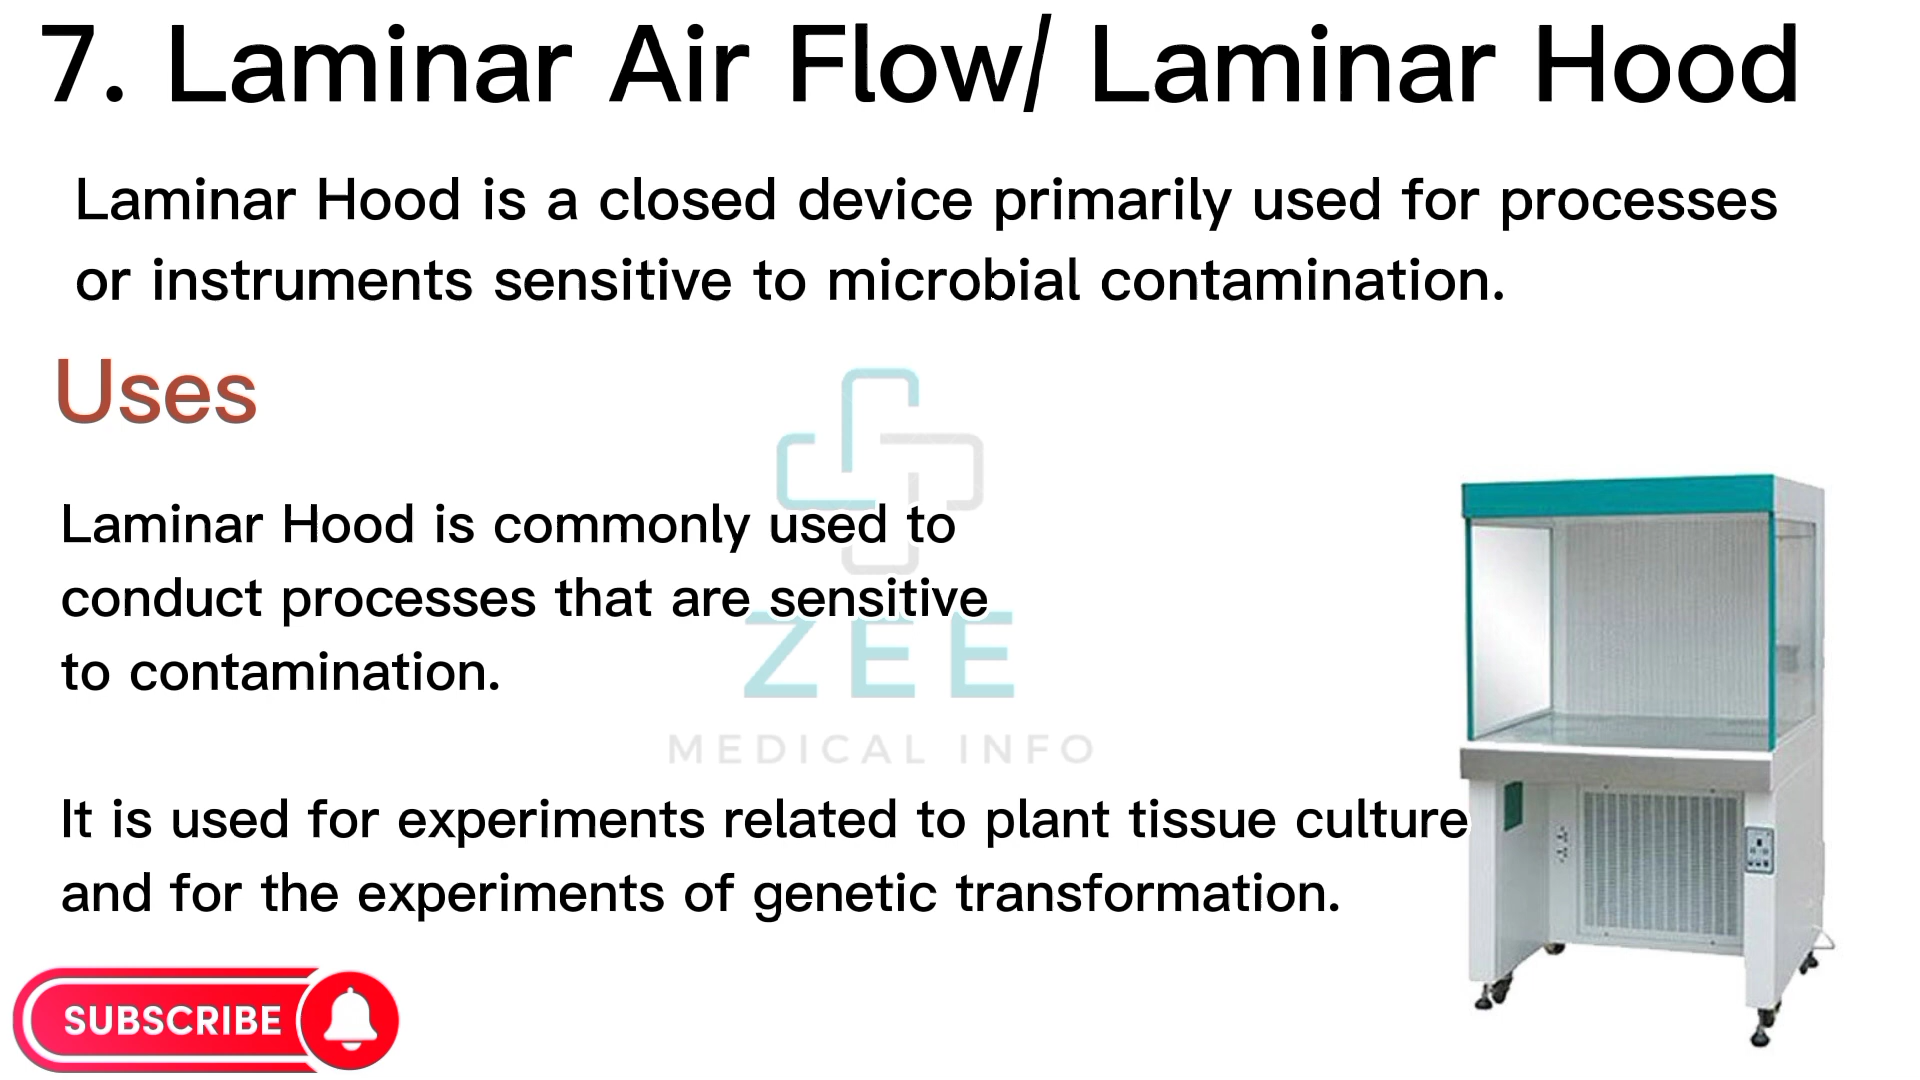 7. Laminar Air Flow/ Laminar Hood
Laminar Hood is a closed device primarily used for processes
or instruments sensitive to microbial contamination.
Uses
Laminar Hood is commonly used to
conduct processes that are sensitive
to contamination.
ZEE
MEDICAL INFO
It is used for experiments related to plant tissue culture
and for the experiments of genetic transformation.
SUBSCRIBE